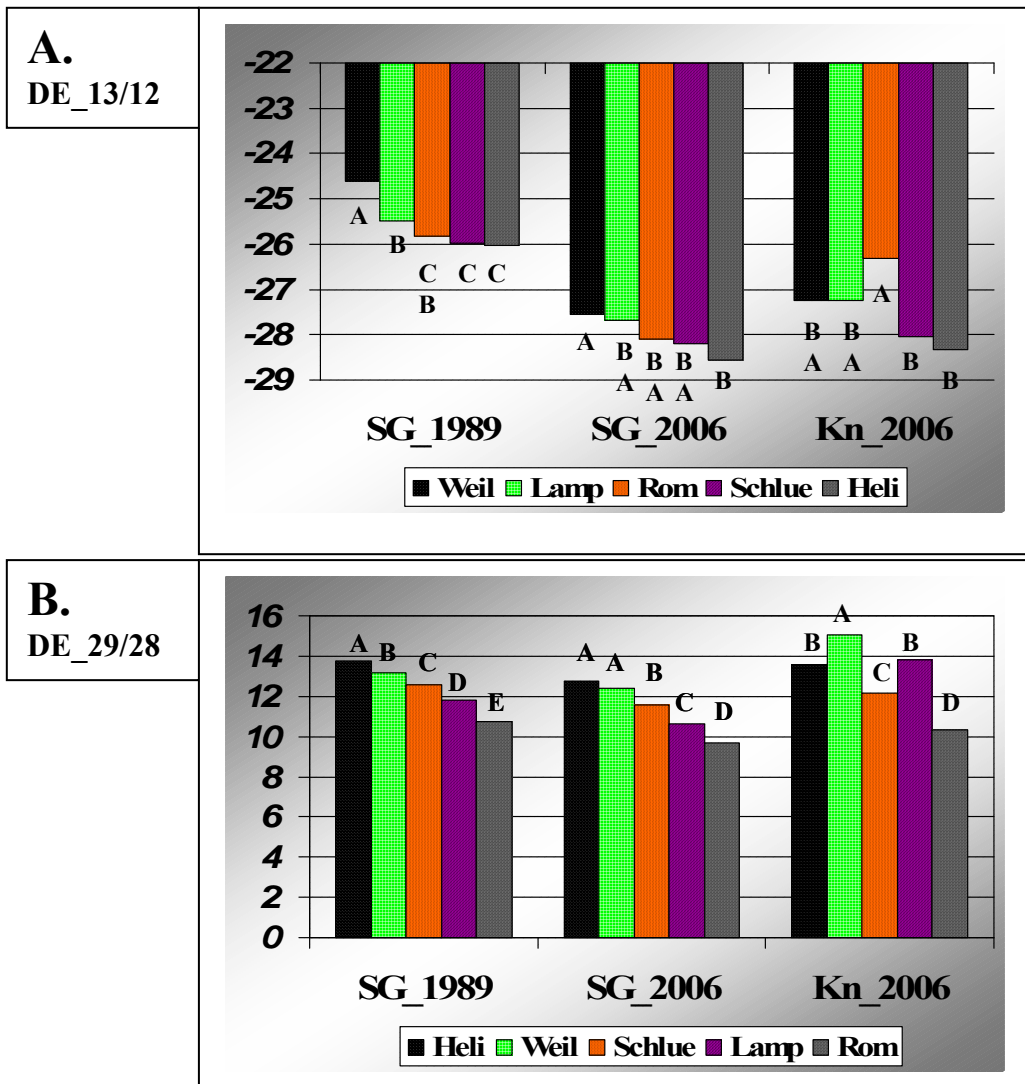 A.
DE_13/12
-22
-23
-24
-25
-26
-27
-28
-29
A
B
C
B
C
C
A
B
A
B
A
B
A
B
B
A
B
A
A
B
B
SG_1989 SG_2006 Kn_2006
Weil Lamp Rom Schlue Heli
B.
DE_29/28
16
14
12
10
8
6
4
2
0
A B C D E A A B C D B A C B D
SG_1989 SG_2006 Kn_2006
Heli Weil Schlue Lamp Rom